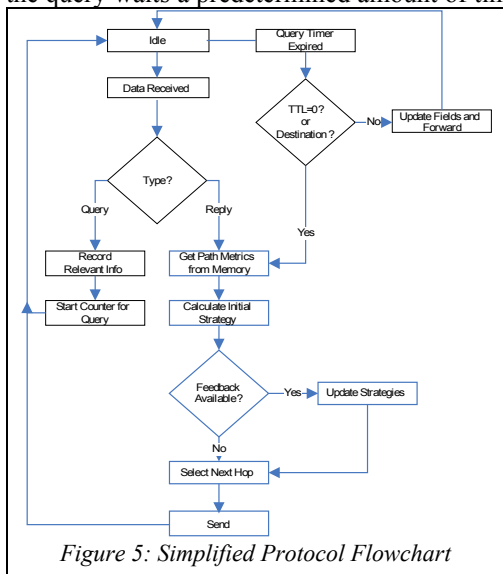 the query waits a predetermined amount of tim
Idle
Query Timer
Expired
Data Received
TTL=0?
or
Destination?
No
Update Fields and
Forward
Type?
Query
Reply
Yes
Record
Relevant Info
Get Path Metrics
from Memory
Start Counter for
Query
Calculate Initial
Strategy
Feedback
Available?
Yes
Update Strategies
No
Select Next Hop
Send
Figure 5: Simplified Protocol Flowchart